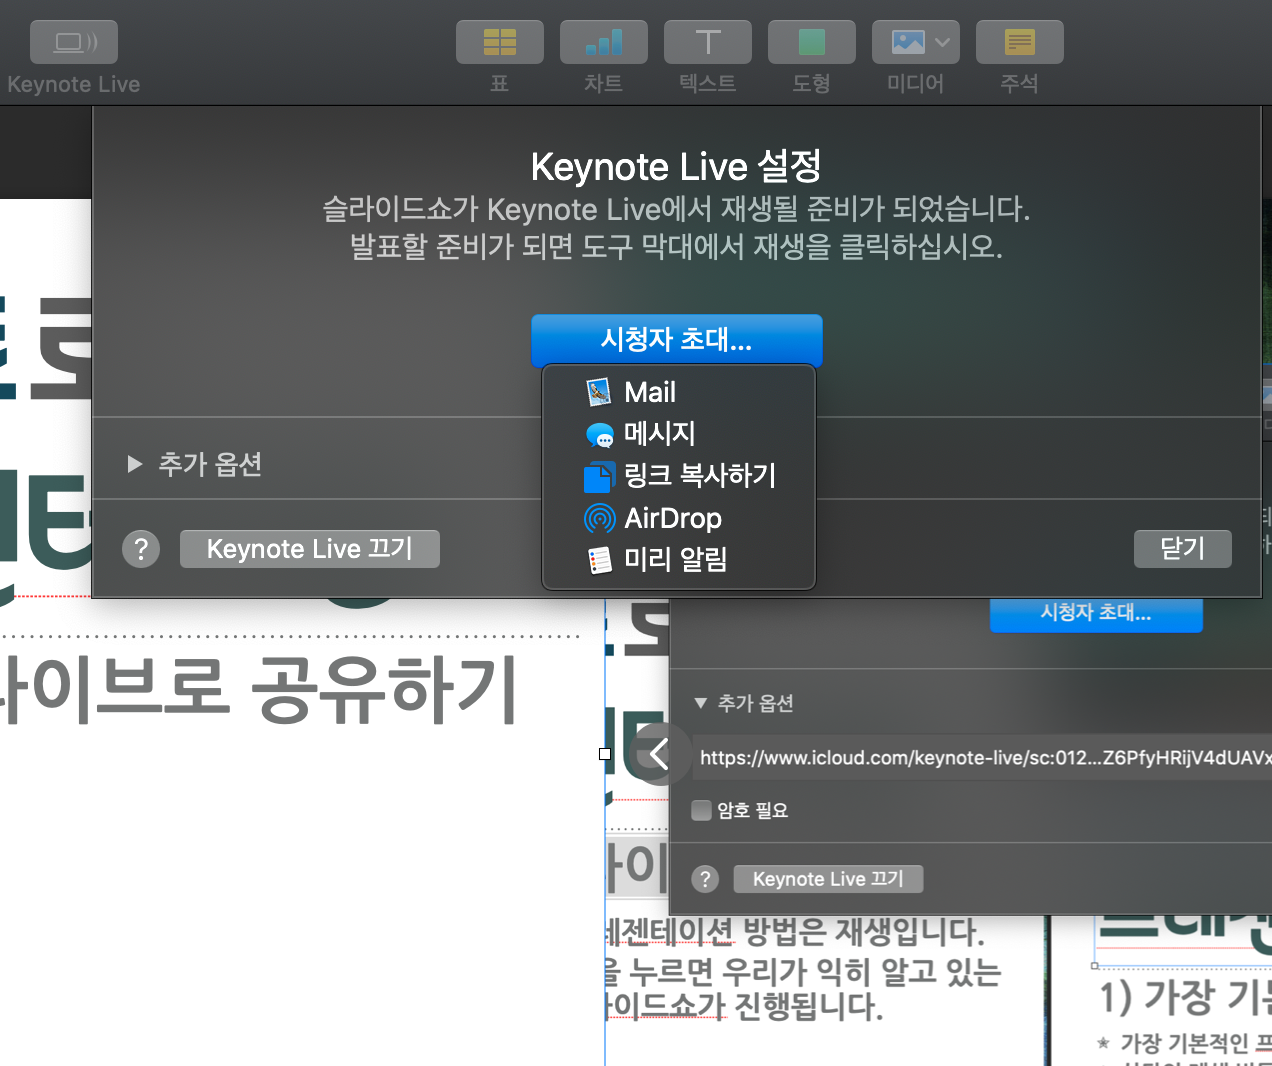 Keynote Live
표
차트
텍스트
도형
미디어
주석
Keynote Live 설정
슬라이드쇼가 Keynote Live에서 재생될 준비가 되었습니다.
발표할 준비가 되면 도구 막대에서 재생을 클릭하십시오.
시청자 초대...
Mail
메시지
링크 복사하기
AirDrop
미리 알림
▶ 추가 옵션
? Keynote Live 끄기
닫기
라이브로 공유하기
시청자 초대...
▼ 추가 옵션
https://www.icloud.com/keynote-live/sc:012...Z6PfyHRijV4dUAVx
암호 필요
? Keynote Live 끄기
레젠테이션 방법은 재생입니다.
을 누르면 우리가 익히 알고 있는
라이드쇼가 진행됩니다.
1) 가장 기본
* 가장 기본적인 프